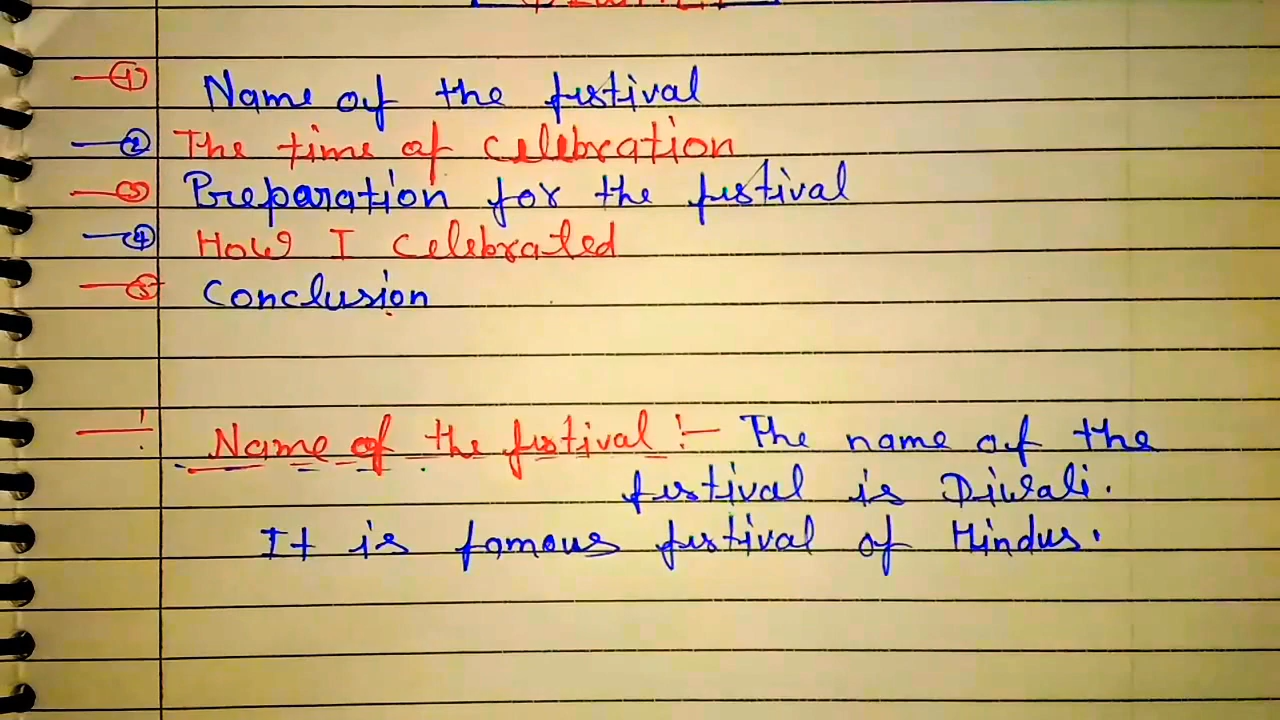 ① Name of the festival
② The time of celebration
③ Preparation for the festival
④ How I celebrated
⑤ Conclusion
Name of the festival :- The name of the
festival is Diwali.
It is famous festival of Hindus.